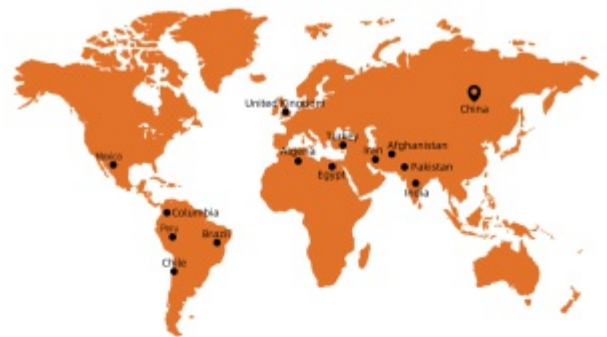 United Kingdom
China
Turkey
Algeria
Iran
Afghanistan
Mexico
Egypt
Pakistan
India
Columbia
Peru
Brazil
Chile